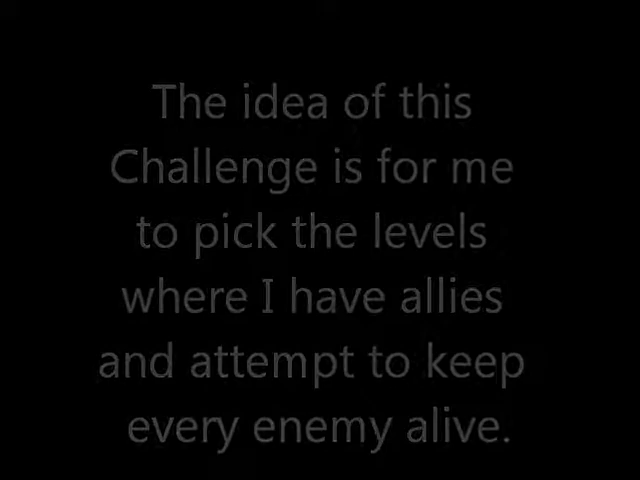 The idea of this
Challenge is for me
to pick the levels
where I have allies
and attempt to keep
every enemy alive.